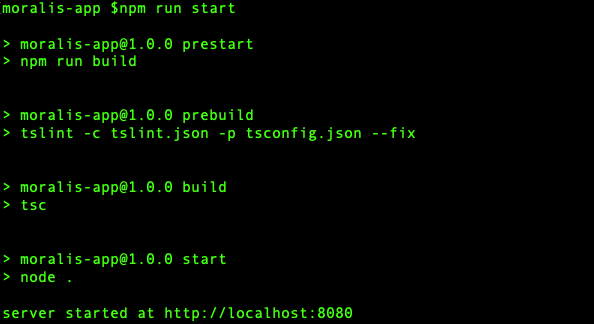 moralis-app $npm run start
> moralis-app@1.0.0 prestart
> npm run build
> moralis-app@1.0.0 prebuild
> tslint -c tslint.json -p tsconfig.json --fix
> moralis-app@1.0.0 build
> tsc
> moralis-app@1.0.0 start
> node .
server started at http://localhost:8080